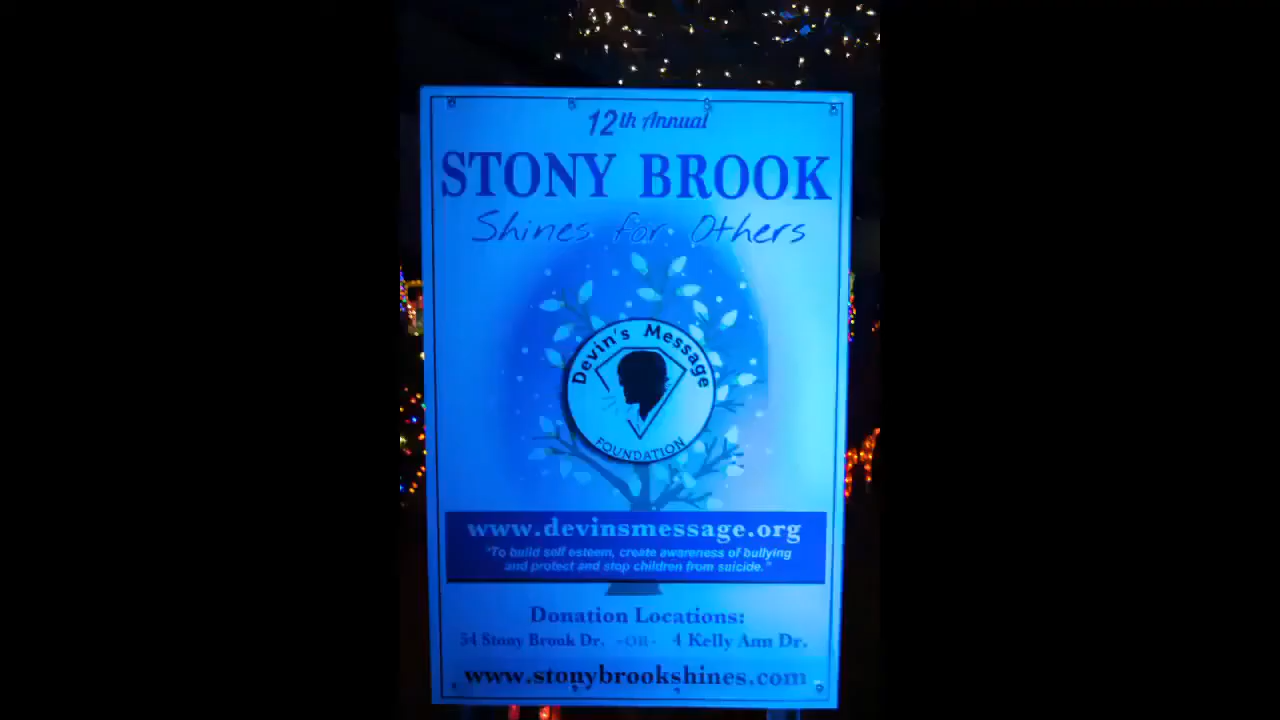 12th Annual
STONY BROOK
Shines for Others
Devin's Message
FOUNDATION
www.devinsmessage.org
"To build self esteem, create awareness of bullying
and protect and stop children from suicide."
Donation Locations:
54 Stony Brook Dr. -OR- 4 Kelly Ann Dr.
www.stonybrookshines.com